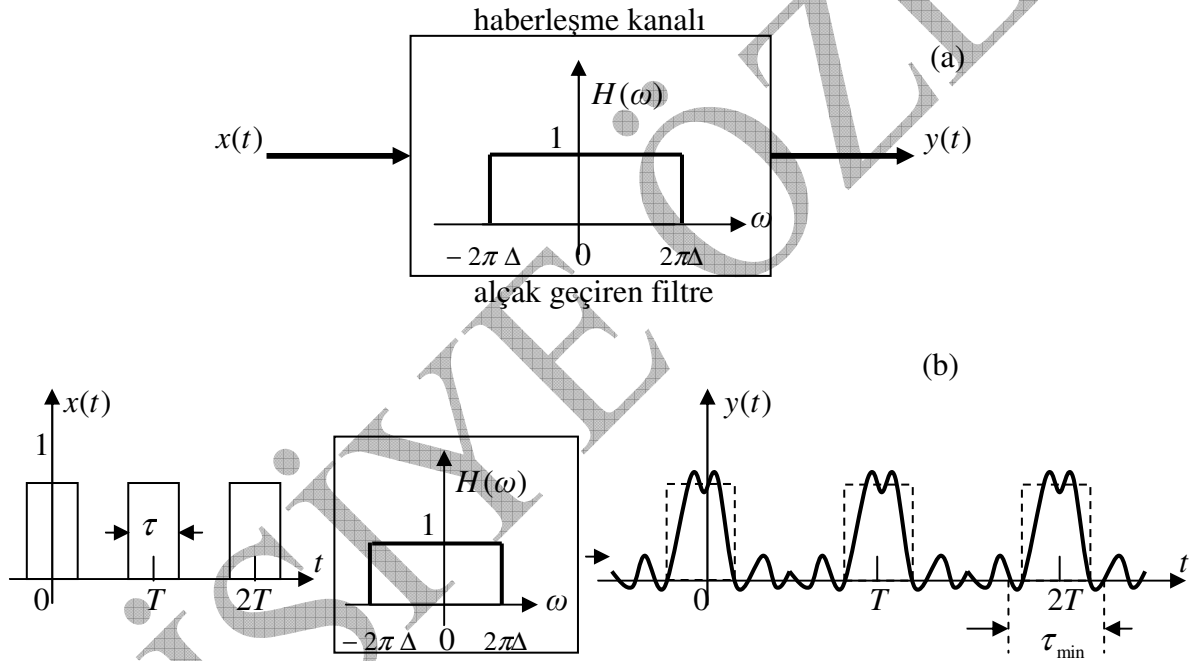 haberleşme kanalı
(a)
H(ω)
x(t)
1
y(t)
ω
− 2π Δ 0 2πΔ
alçak geçiren filtre
(b)
x(t)
1
τ
t
0 T 2T
H(ω)
1
ω
− 2π Δ 0 2πΔ
y(t)
t
0 T 2T
τmin